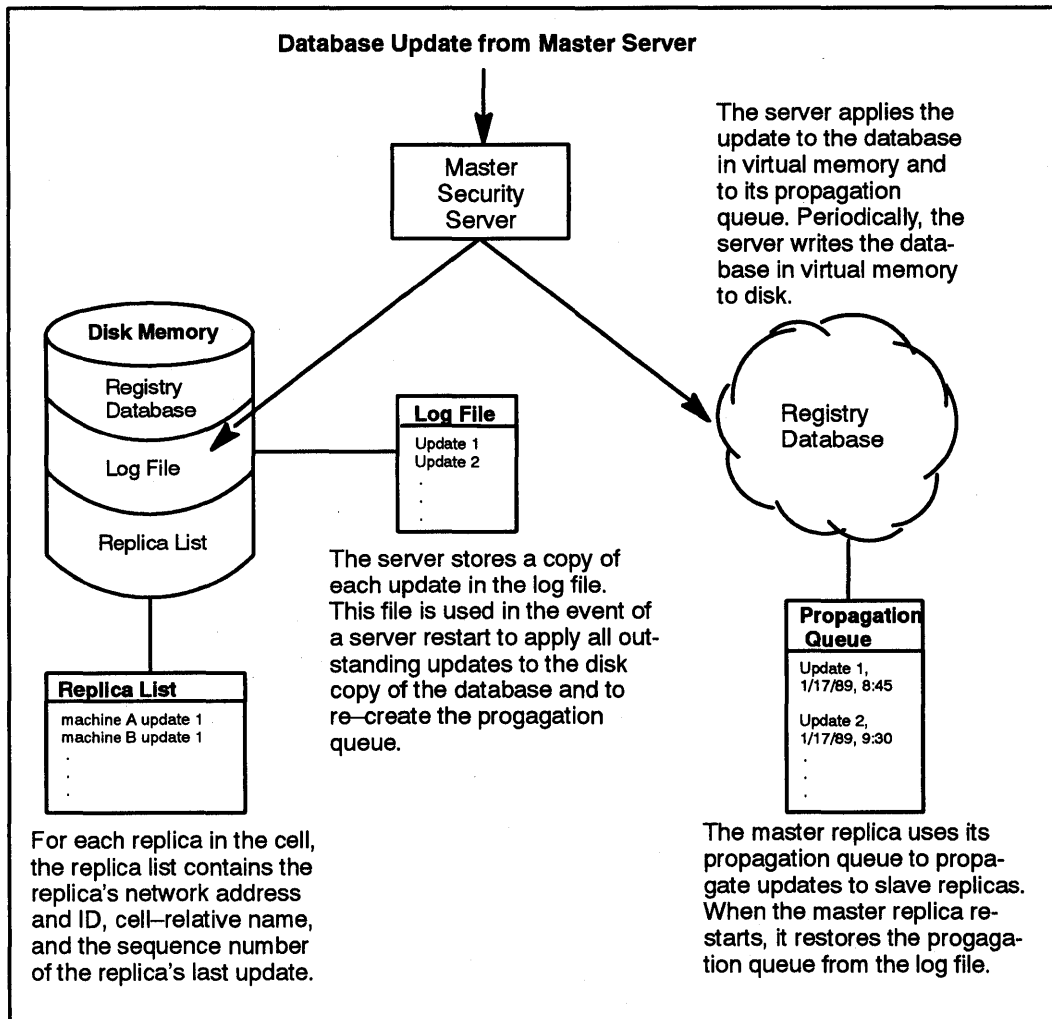 Database Update from Master Server
Master
Security
Server
The server applies the
update to the database
in virtual memory and
to its propagation
queue. Periodically, the
server writes the data-
base in virtual memory
to disk.
Disk Memory
Registry
Database
Log File
Replica List
Log File
Update 1
Update 2
.
.
.
The server stores a copy of
each update in the log file.
This file is used in the event of
a server restart to apply all out-
standing updates to the disk
copy of the database and to
re–create the progagation
queue.
Registry
Database
Replica List
machine A update 1
machine B update 1
.
.
.
For each replica in the cell,
the replica list contains the
replica's network address
and ID, cell–relative name,
and the sequence number
of the replica's last update.
Propagation
Queue
Update 1,
1/17/89, 8:45
Update 2,
1/17/89, 9:30
.
.
.
The master replica uses its
propagation queue to propa-
gate updates to slave replicas.
When the master replica re-
starts, it restores the progaga-
tion queue from the log file.